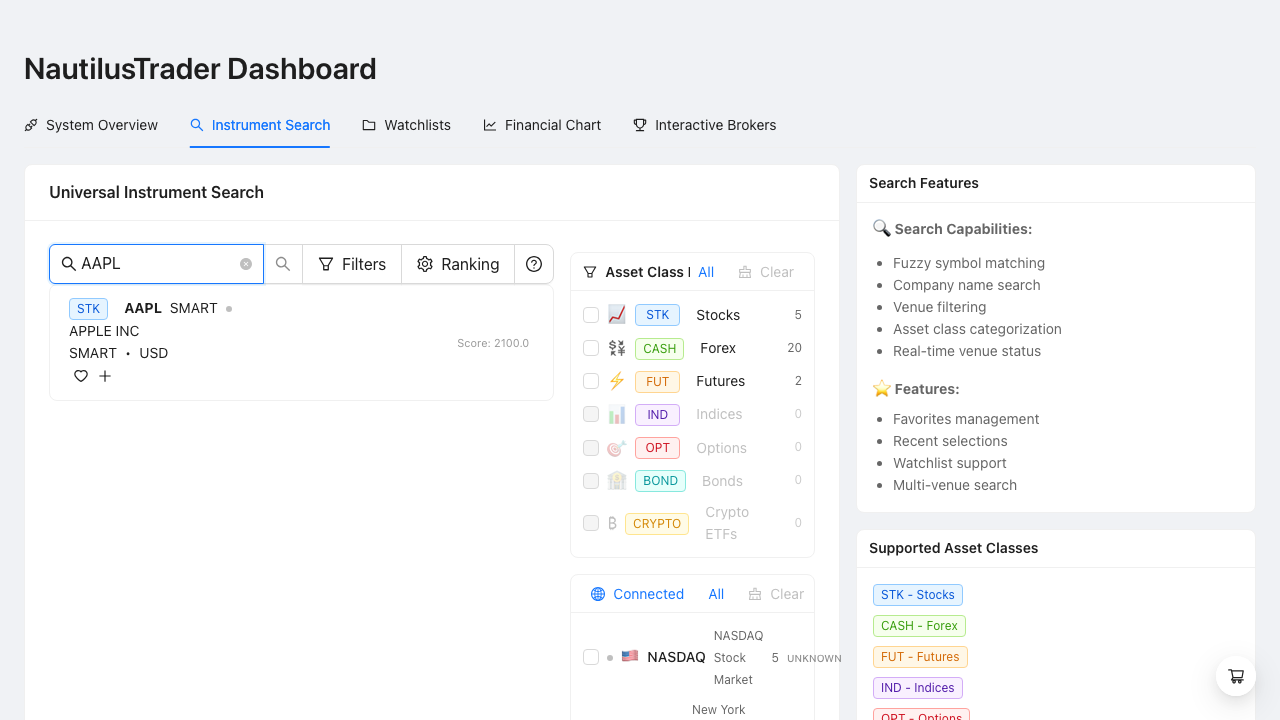 NautilusTrader Dashboard
System Overview
Instrument Search
Watchlists
Financial Chart
Interactive Brokers
Universal Instrument Search
AAPL
Filters
Ranking
STK AAPL SMART
APPLE INC
SMART • USD
Score: 2100.0
Asset Class All Clear
STK Stocks 5
CASH Forex 20
FUT Futures 2
IND Indices 0
OPT Options 0
BOND Bonds 0
CRYPTO Crypto ETFs 0
Connected All Clear
NASDAQ NASDAQ Stock Market 5 UNKNOWN
New York
Search Features
🔍 Search Capabilities:
Fuzzy symbol matching
Company name search
Venue filtering
Asset class categorization
Real-time venue status
⭐ Features:
Favorites management
Recent selections
Watchlist support
Multi-venue search
Supported Asset Classes
STK - Stocks
CASH - Forex
FUT - Futures
IND - Indices
OPT - Options